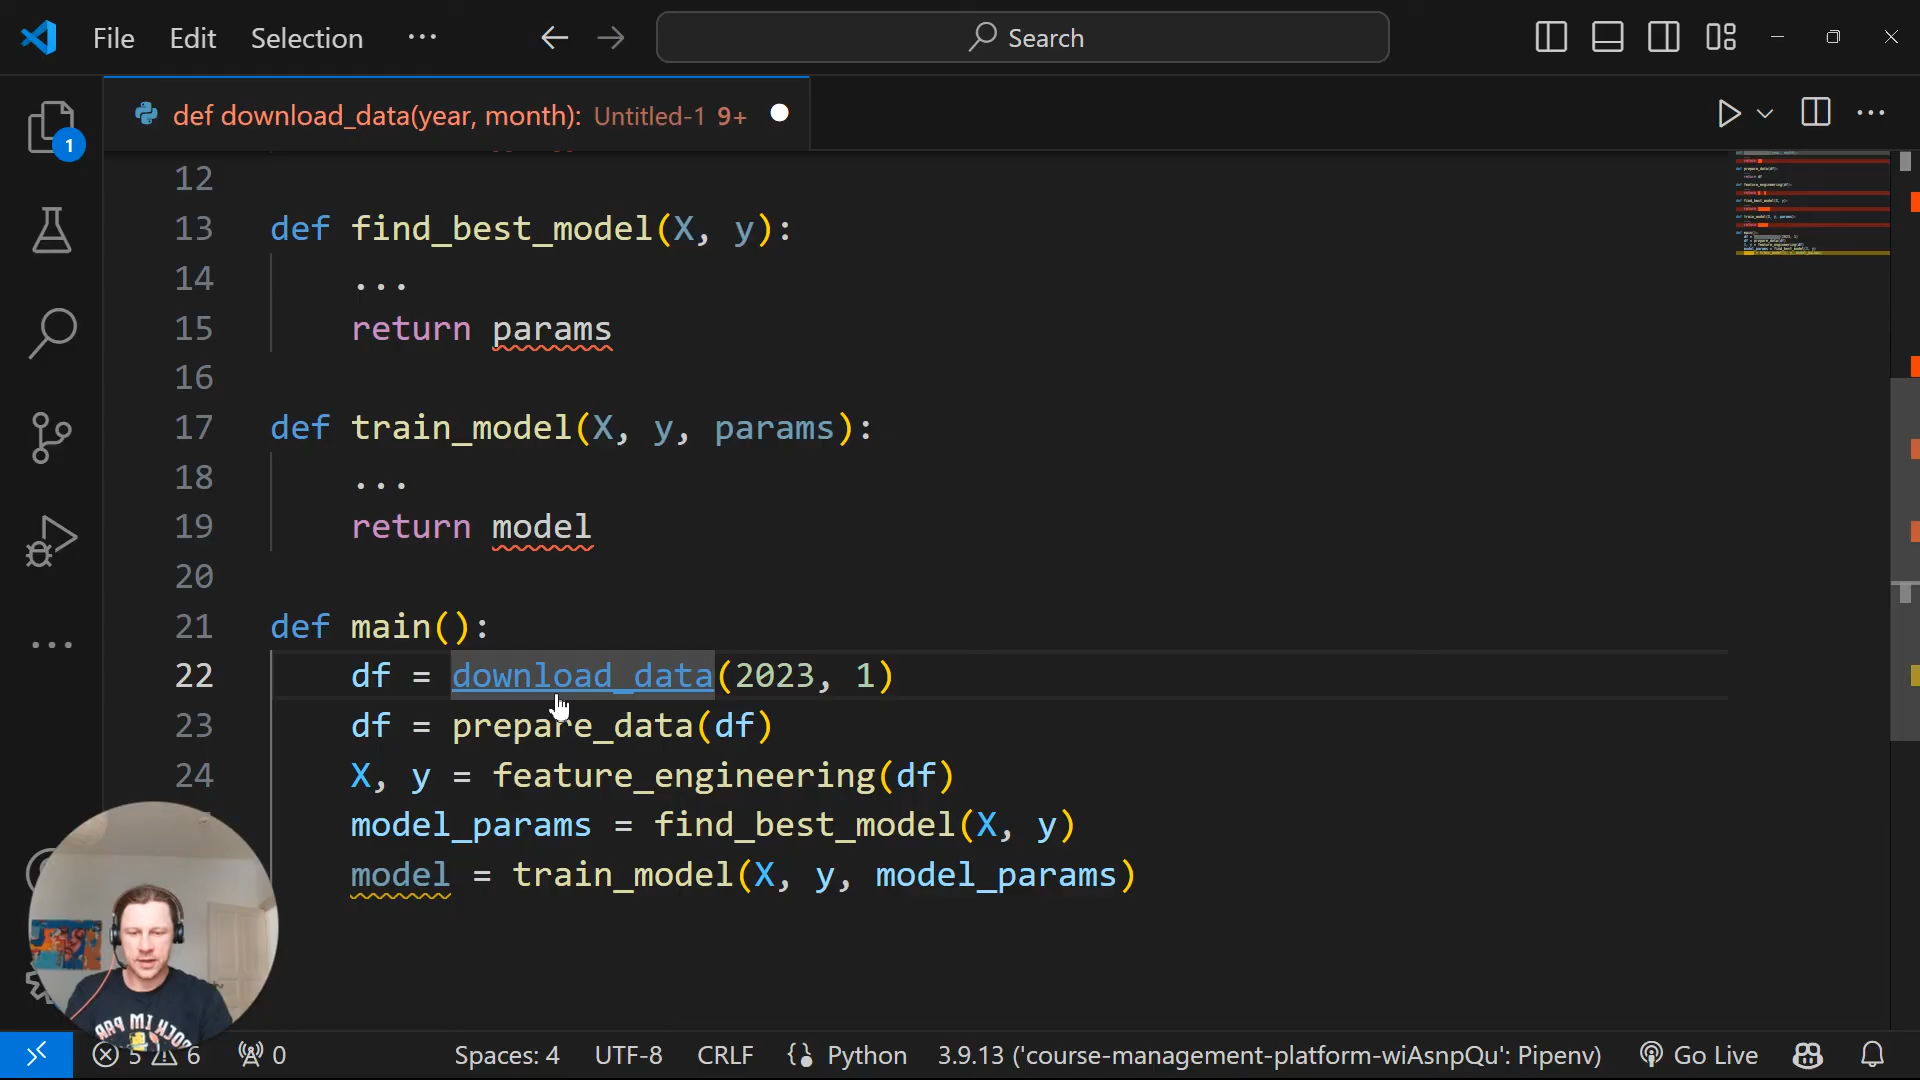 File Edit Selection ··· Search
def download_data(year, month): Untitled-1 9+
1
12
13 def find_best_model(X, y):
14 ...
15 return params
16
17 def train_model(X, y, params):
18 ...
19 return model
20
21 def main():
22 df = download_data(2023, 1)
23 df = prepare_data(df)
24 X, y = feature_engineering(df)
model_params = find_best_model(X, y)
model = train_model(X, y, model_params)
5 6 0 Spaces: 4 UTF-8 CRLF Python 3.9.13 ('course-management-platform-wiAsnpQu': Pipenv) Go Live